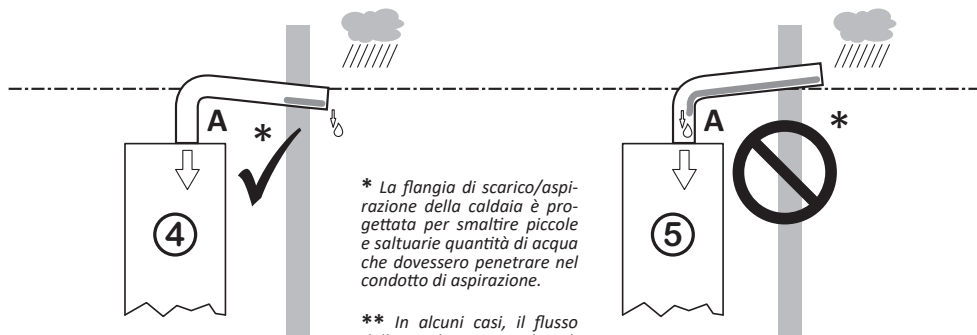 A
*
4
A
*
5
* La flangia di scarico/aspi-
razione della caldaia è pro-
gettata per smaltire piccole
e saltuarie quantità di acqua
che dovessero penetrare nel
condotto di aspirazione.
** In alcuni casi, il flusso